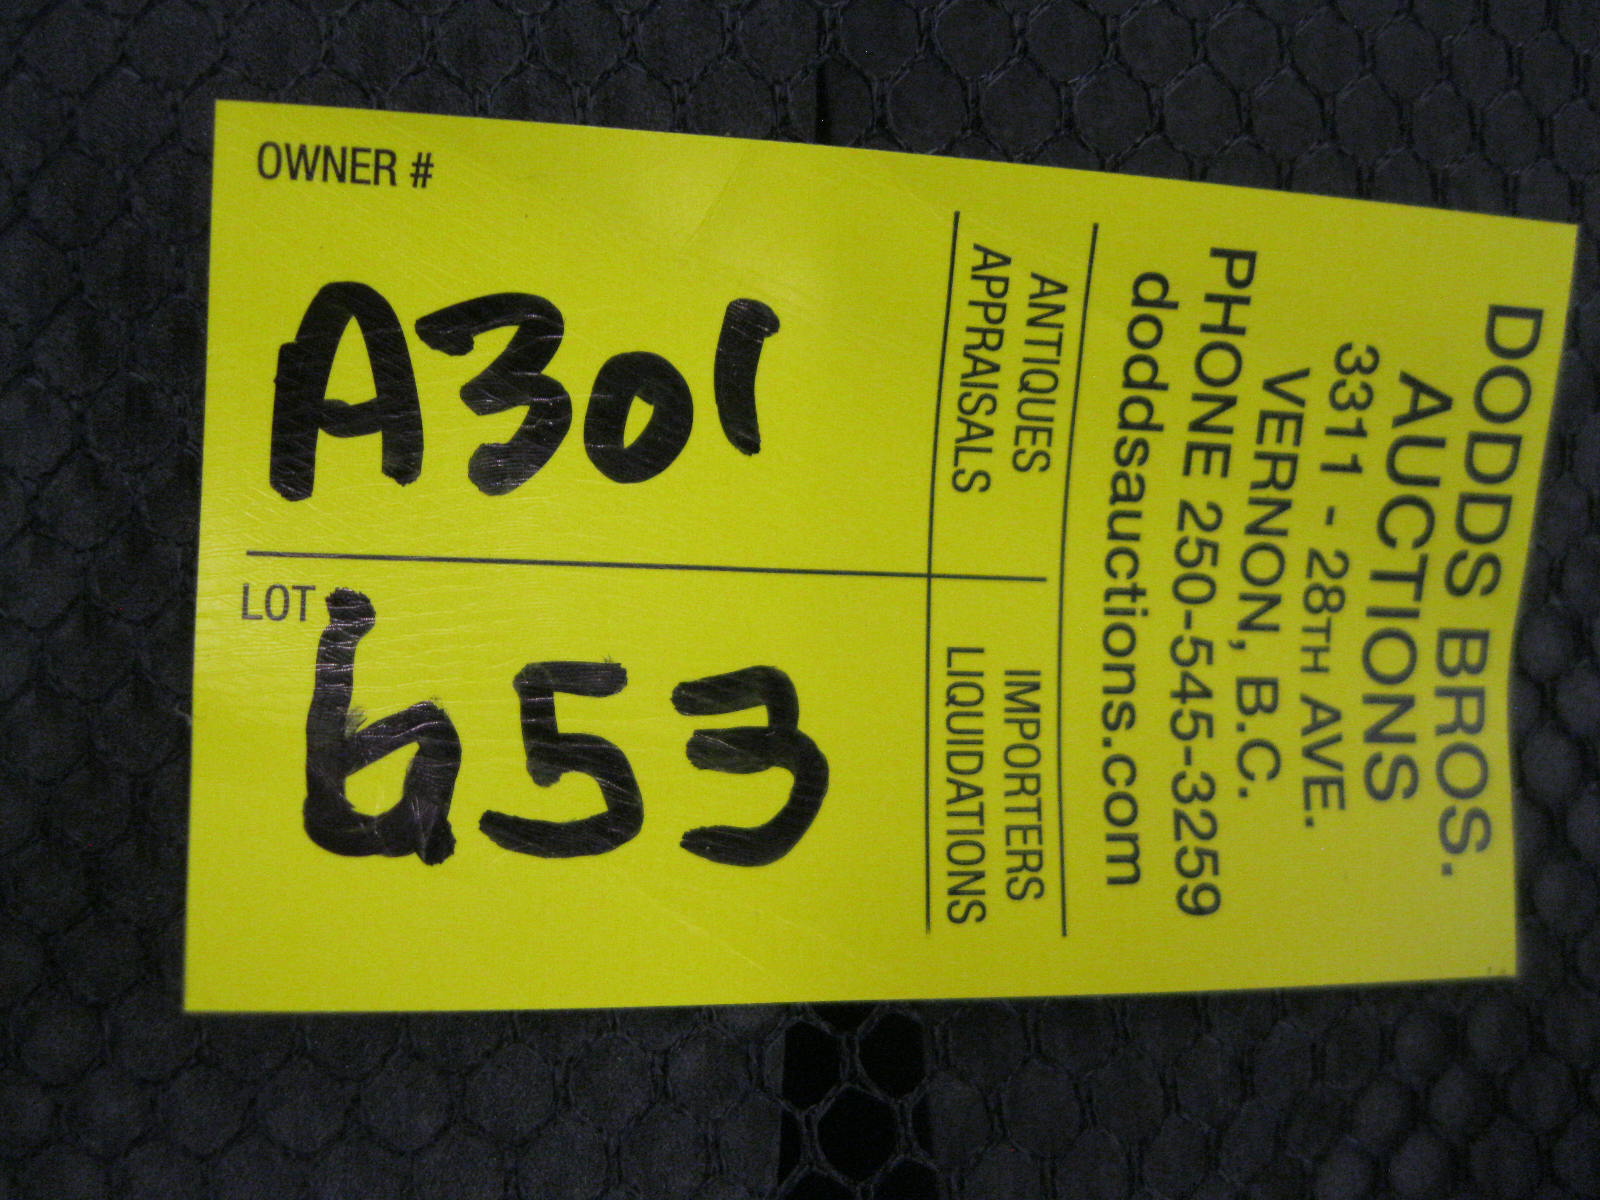 OWNER #
A301
LOT
653
ANTIQUES
APPRAISALS
IMPORTERS
LIQUIDATIONS
DODDS BROS.
AUCTIONS
3311 - 28TH AVE.
VERNON, B.C.
PHONE 250-545-3259
doddsauctions.com